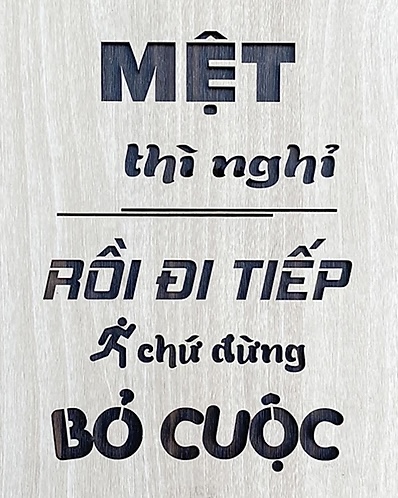 MỆT
thì nghỉ
RỒI ĐI TIẾP
chứ đừng
BỎ CUỘC